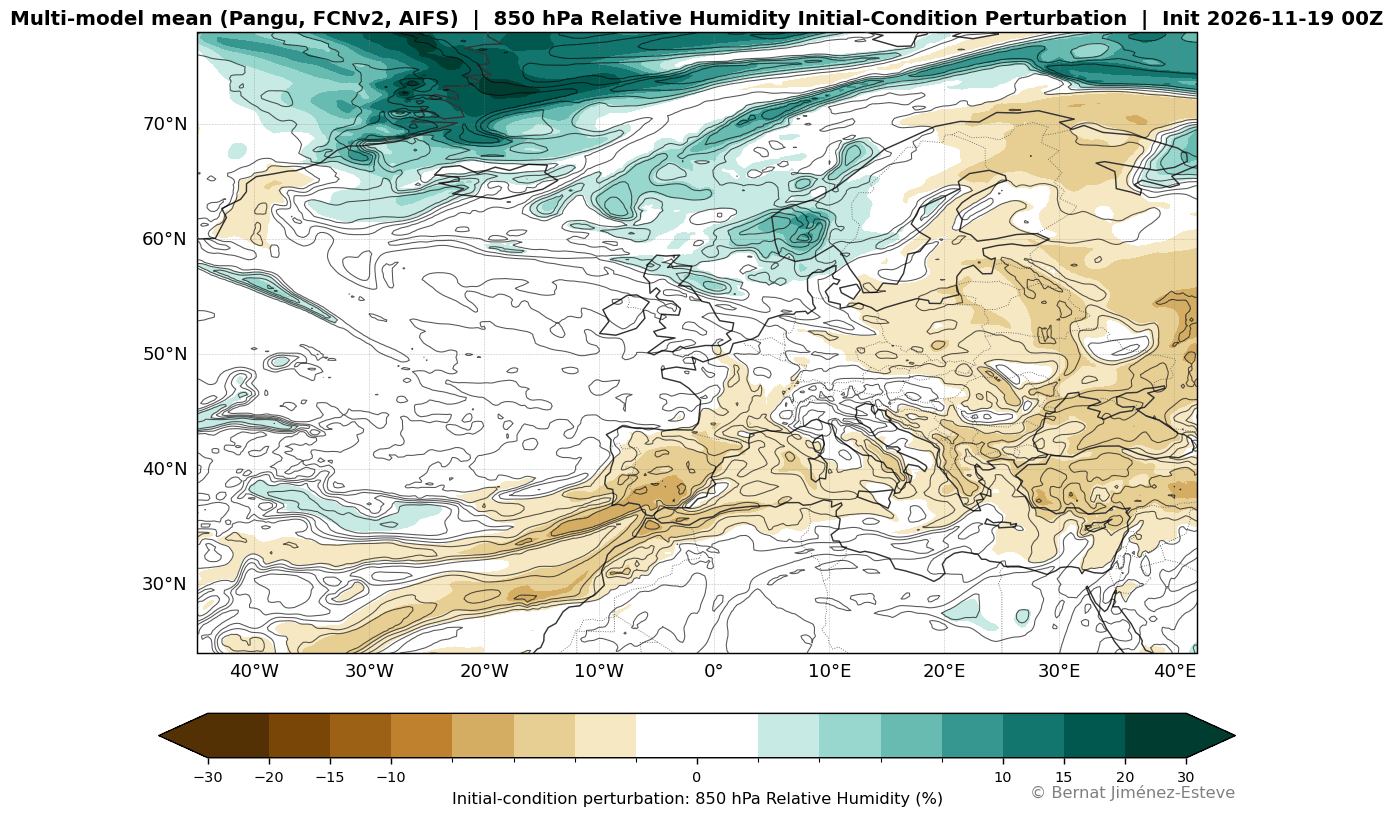 Multi-model mean (Pangu, FCNv2, AIFS) | 850 hPa Relative Humidity Initial-Condition Perturbation | Init 2026-11-19 00Z
70°N
60°N
50°N
40°N
30°N
40°W 30°W 20°W 10°W 0° 10°E 20°E 30°E 40°E
−30 −20 −15 −10 0 10 15 20 30
Initial-condition perturbation: 850 hPa Relative Humidity (%)
© Bernat Jiménez-Esteve